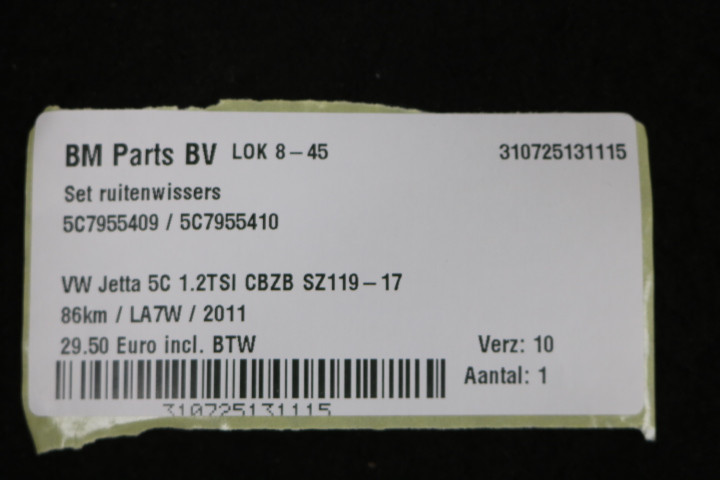 BM Parts BV LOK 8-45 310725131115
Set ruitenwissers
5C7955409 / 5C7955410
VW Jetta 5C 1.2TSI CBZB SZ119-17
86km / LA7W / 2011
29.50 Euro incl. BTW Verz: 10
Aantal: 1
310725131115